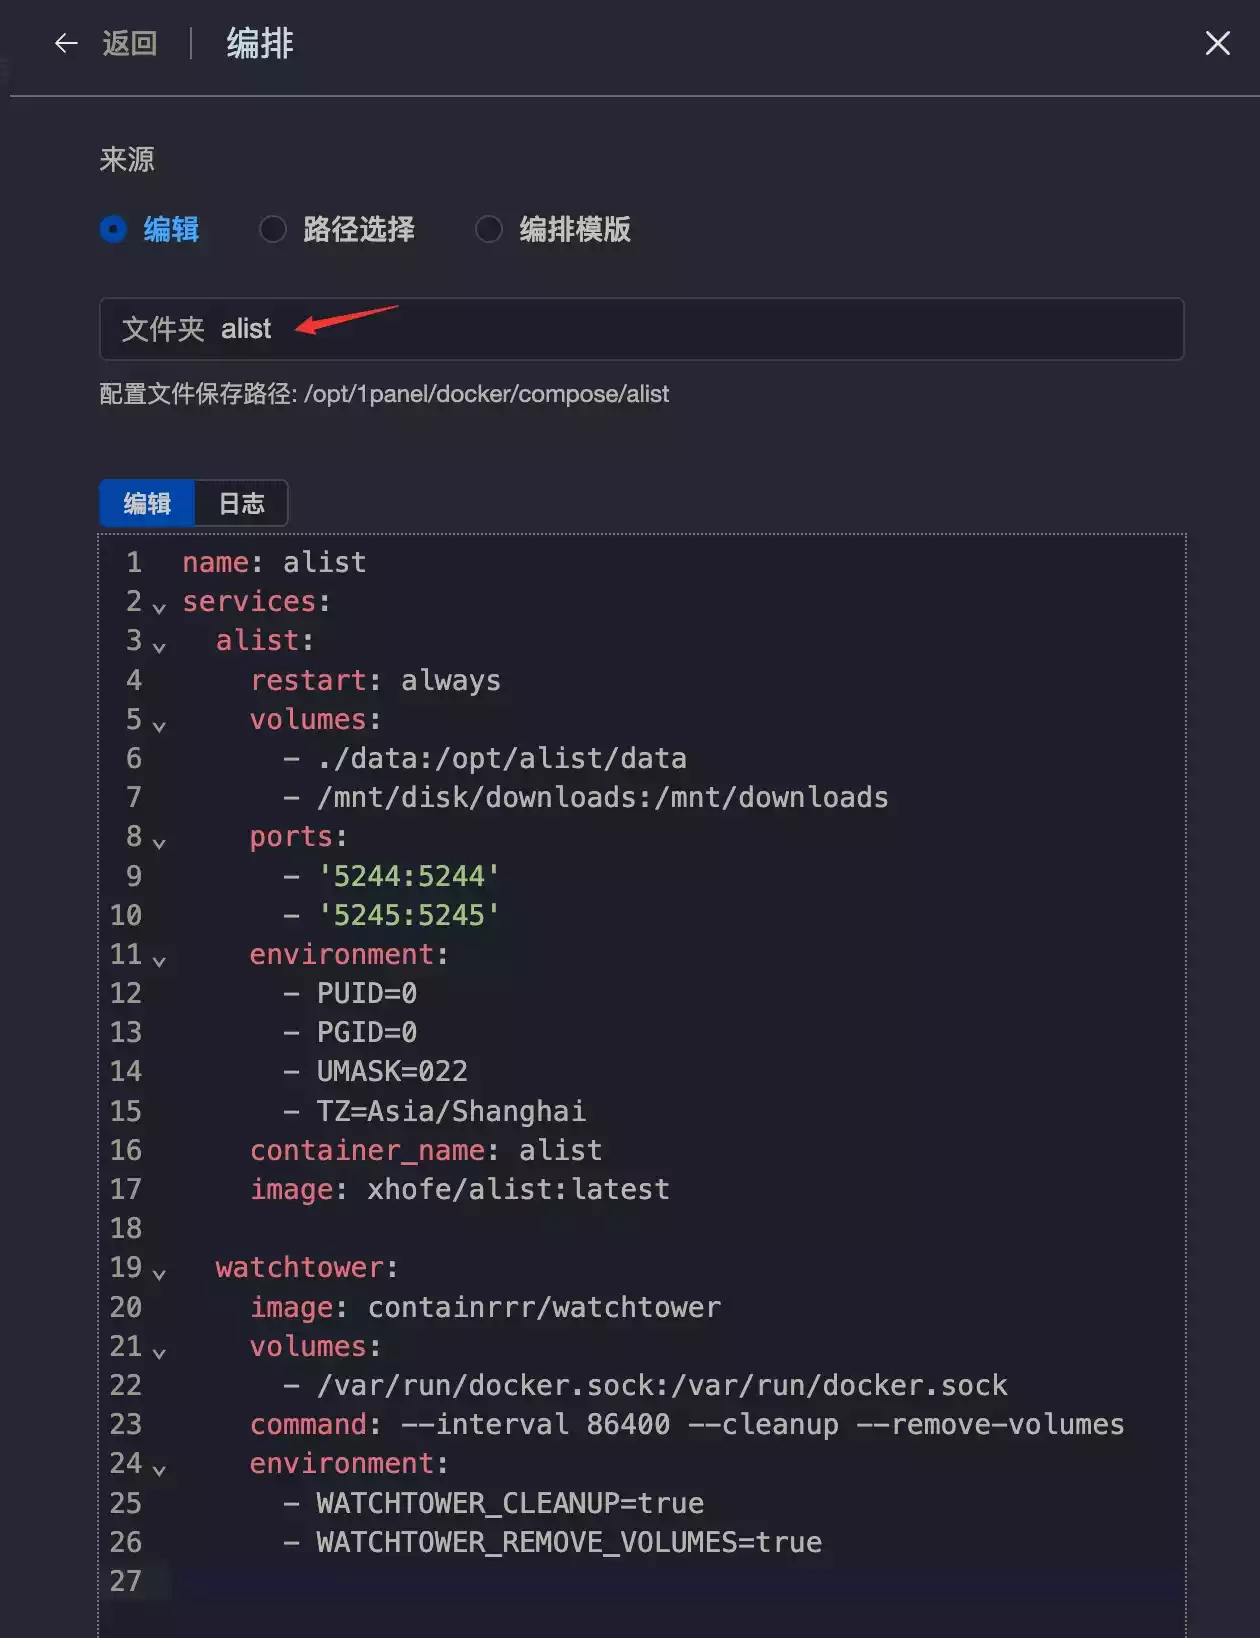 返回 编排
来源
编辑 路径选择 编排模版
文件夹 alist
配置文件保存路径: /opt/1panel/docker/compose/alist
编辑 日志
1 name: alist
2 services:
3   alist:
4     restart: always
5     volumes:
6       - ./data:/opt/alist/data
7       - /mnt/disk/downloads:/mnt/downloads
8     ports:
9       - '5244:5244'
10       - '5245:5245'
11     environment:
12       - PUID=0
13       - PGID=0
14       - UMASK=022
15       - TZ=Asia/Shanghai
16     container_name: alist
17     image: xhofe/alist:latest
18
19   watchtower:
20     image: containrrr/watchtower
21     volumes:
22       - /var/run/docker.sock:/var/run/docker.sock
23     command: --interval 86400 --cleanup --remove-volumes
24     environment:
25       - WATCHTOWER_CLEANUP=true
26       - WATCHTOWER_REMOVE_VOLUMES=true
27